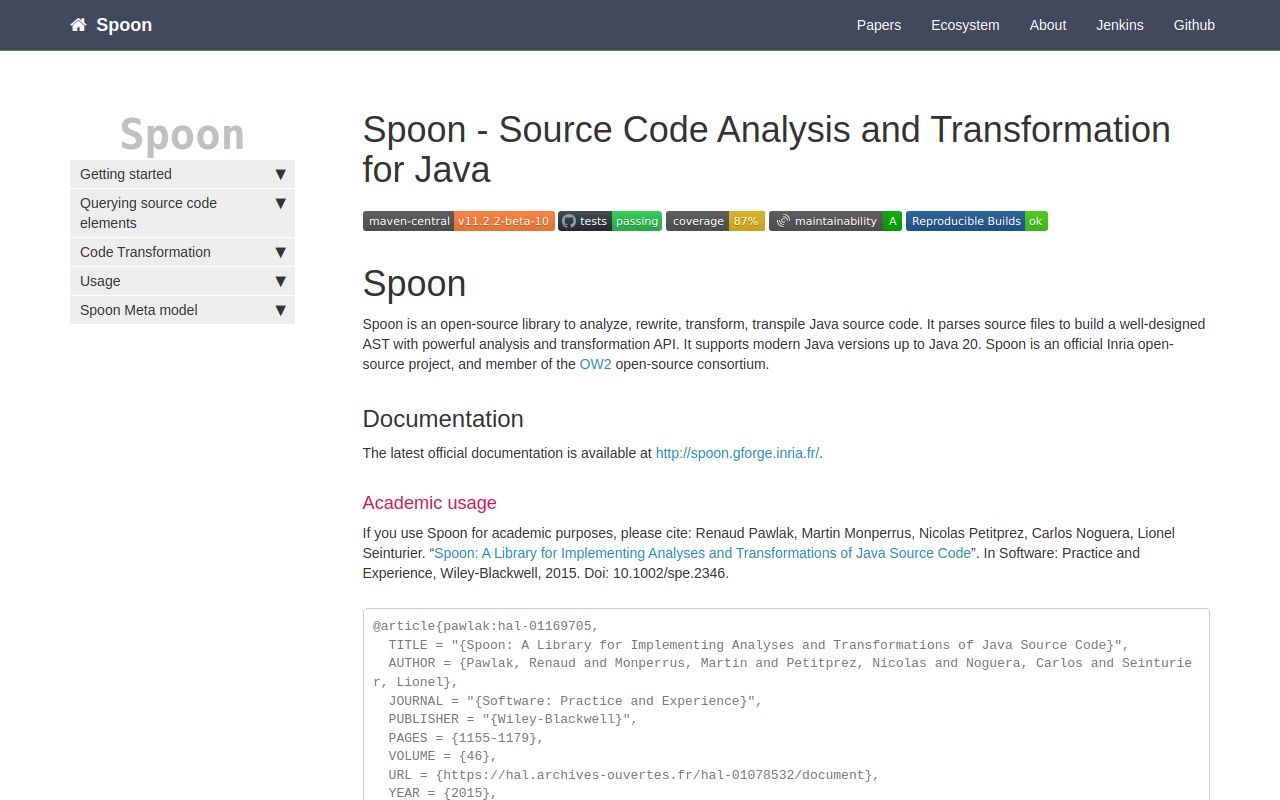 Spoon
Papers
Ecosystem
About
Jenkins
Github
Spoon
Getting started ▼
Querying source code elements ▼
Code Transformation ▼
Usage ▼
Spoon Meta model ▼
Spoon - Source Code Analysis and Transformation
for Java
maven-central v11.2.2-beta-10 tests passing coverage 87% maintainability A Reproducible Builds ok
Spoon
Spoon is an open-source library to analyze, rewrite, transform, transpile Java source code. It parses source files to build a well-designed
AST with powerful analysis and transformation API. It supports modern Java versions up to Java 20. Spoon is an official Inria open-
source project, and member of the OW2 open-source consortium.
Documentation
The latest official documentation is available at http://spoon.gforge.inria.fr/.
Academic usage
If you use Spoon for academic purposes, please cite: Renaud Pawlak, Martin Monperrus, Nicolas Petitprez, Carlos Noguera, Lionel
Seinturier. “Spoon: A Library for Implementing Analyses and Transformations of Java Source Code”. In Software: Practice and
Experience, Wiley-Blackwell, 2015. Doi: 10.1002/spe.2346.
@article{pawlak:hal-01169705,
TITLE = "{Spoon: A Library for Implementing Analyses and Transformations of Java Source Code}",
AUTHOR = {Pawlak, Renaud and Monperrus, Martin and Petitprez, Nicolas and Noguera, Carlos and Seinturie
r, Lionel},
JOURNAL = "{Software: Practice and Experience}",
PUBLISHER = "{Wiley-Blackwell}",
PAGES = {1155-1179},
VOLUME = {46},
URL = {https://hal.archives-ouvertes.fr/hal-01078532/document},
YEAR = {2015},